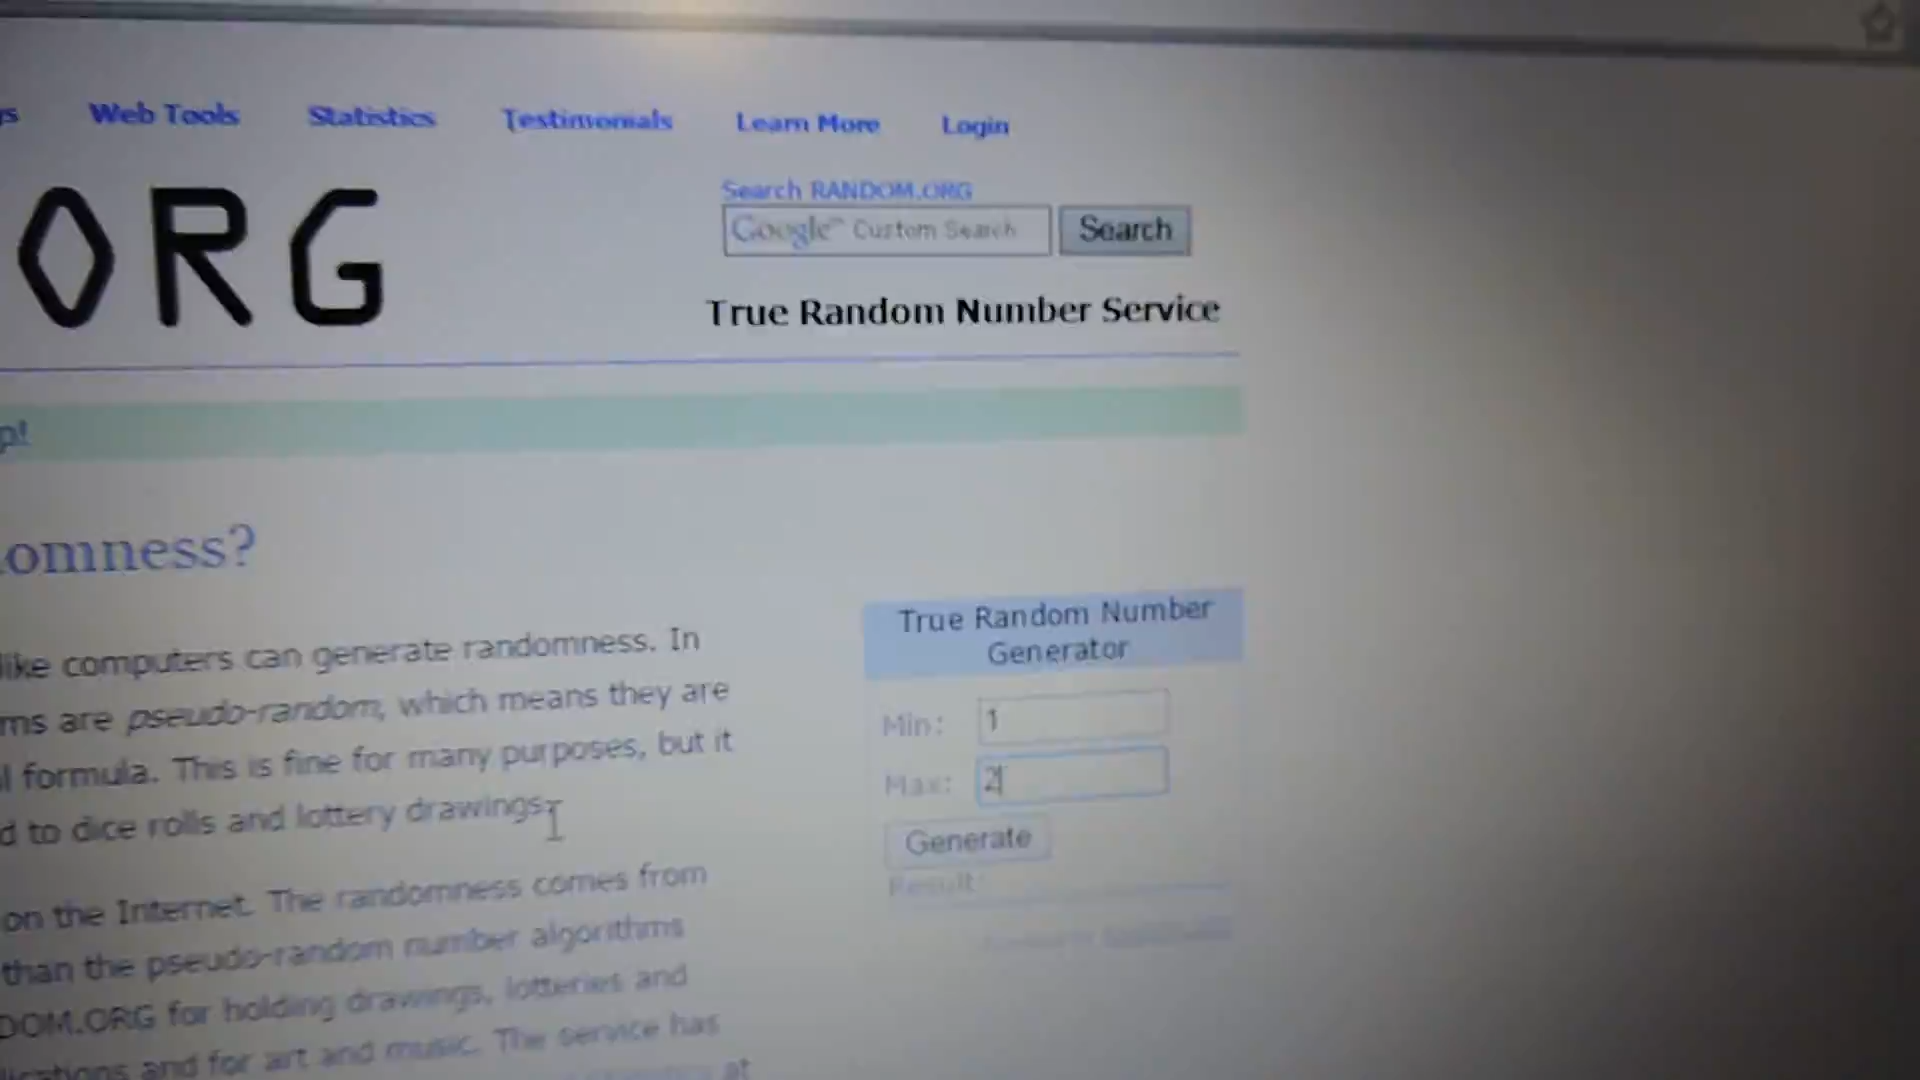 Web Tools Statistics Testimonials Learn More Login
Search RANDOM.ORG
ORG
Google™ Custom Search Search
True Random Number Service
p!
omness?
True Random Number
Generator
like computers can generate randomness. In
ms are pseudo-random, which means they are
l formula. This is fine for many purposes, but it
d to dice rolls and lottery drawings.
Min: 1
Max: 2
Generate
Result:
on the Internet. The randomness comes from
than the pseudo-random number algorithms
DOM.ORG for holding drawings, lotteries and
lications and for art and music. The service has
at